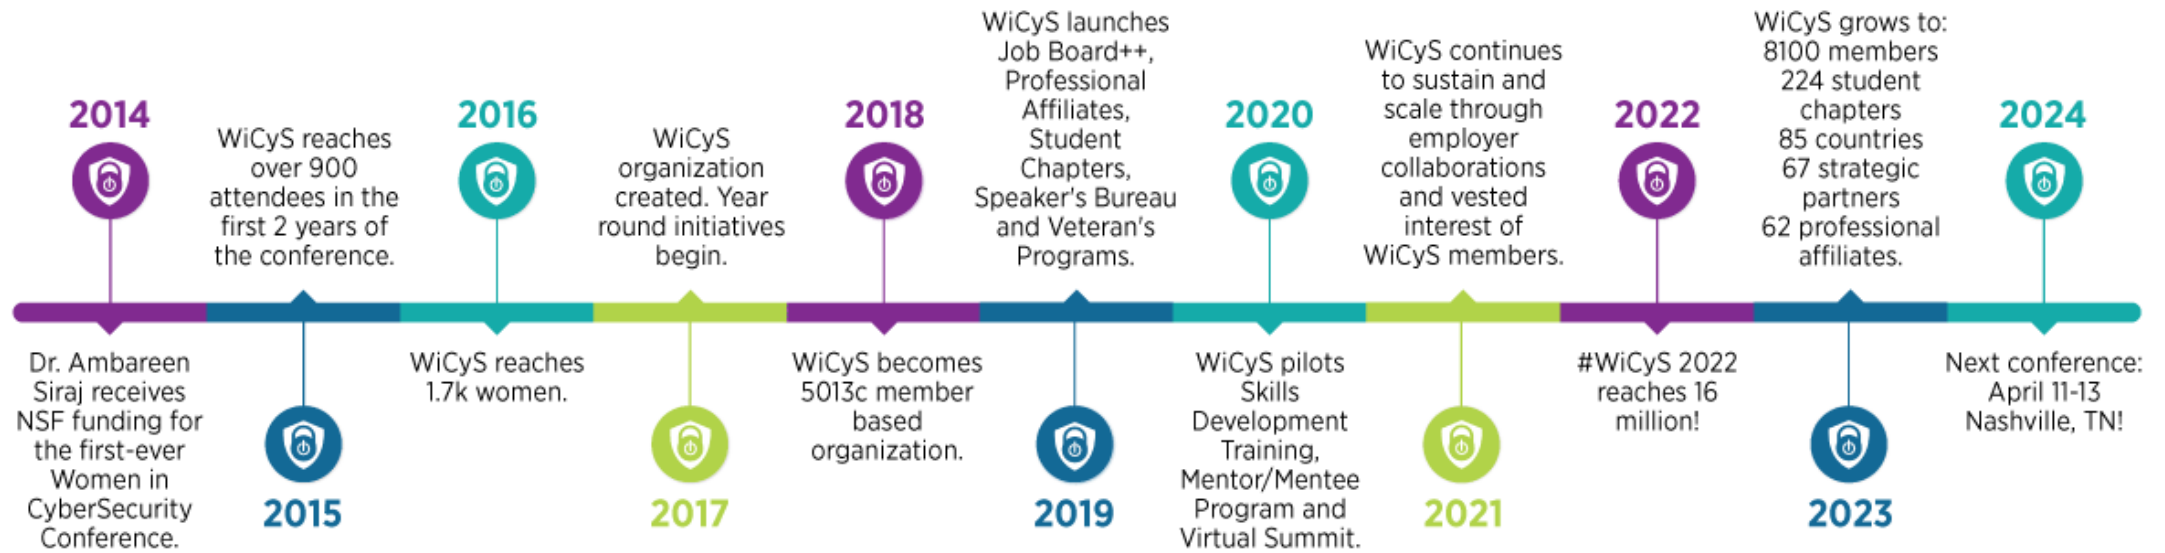 2014
Dr. Ambareen
Siraj receives
NSF funding for
the first-ever
Women in
CyberSecurity
Conference.
WiCyS reaches
over 900
attendees in the
first 2 years of
the conference.
2015
2016
WiCyS reaches
1.7k women.
WiCyS
organization
created. Year
round initiatives
begin.
2017
2018
WiCyS becomes
5013c member
based
organization.
WiCyS launches
Job Board++,
Professional
Affiliates,
Student
Chapters,
Speaker's Bureau
and Veteran's
Programs.
2019
2020
WiCyS pilots
Skills
Development
Training,
Mentor/Mentee
Program and
Virtual Summit.
WiCyS continues
to sustain and
scale through
employer
collaborations
and vested
interest of
WiCyS members.
2021
2022
#WiCyS 2022
reaches 16
million!
WiCyS grows to:
8100 members
224 student
chapters
85 countries
67 strategic
partners
62 professional
affiliates.
2023
2024
Next conference:
April 11-13
Nashville, TN!